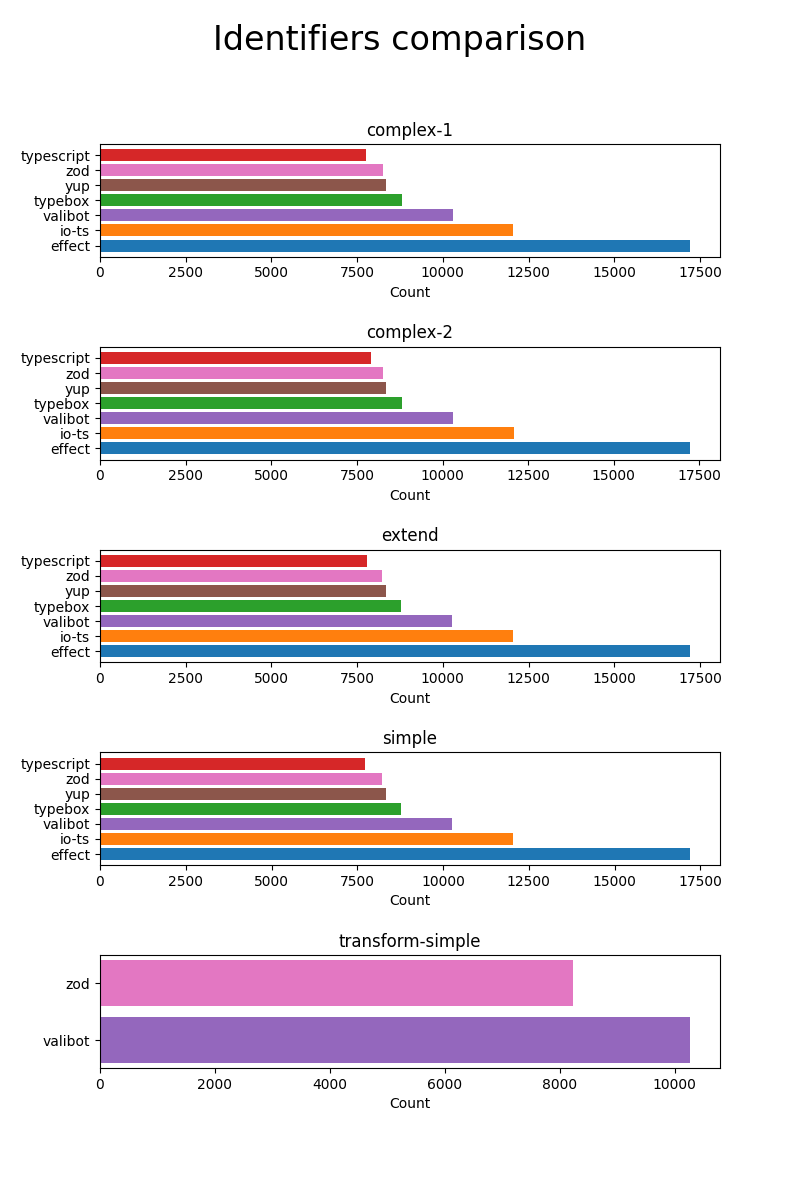 Identifiers comparison
complex-1
typescript
zod
yup
typebox
valibot
io-ts
effect
0 2500 5000 7500 10000 12500 15000 17500
Count
complex-2
typescript
zod
yup
typebox
valibot
io-ts
effect
0 2500 5000 7500 10000 12500 15000 17500
Count
extend
typescript
zod
yup
typebox
valibot
io-ts
effect
0 2500 5000 7500 10000 12500 15000 17500
Count
simple
typescript
zod
yup
typebox
valibot
io-ts
effect
0 2500 5000 7500 10000 12500 15000 17500
Count
transform-simple
zod
valibot
0 2000 4000 6000 8000 10000
Count